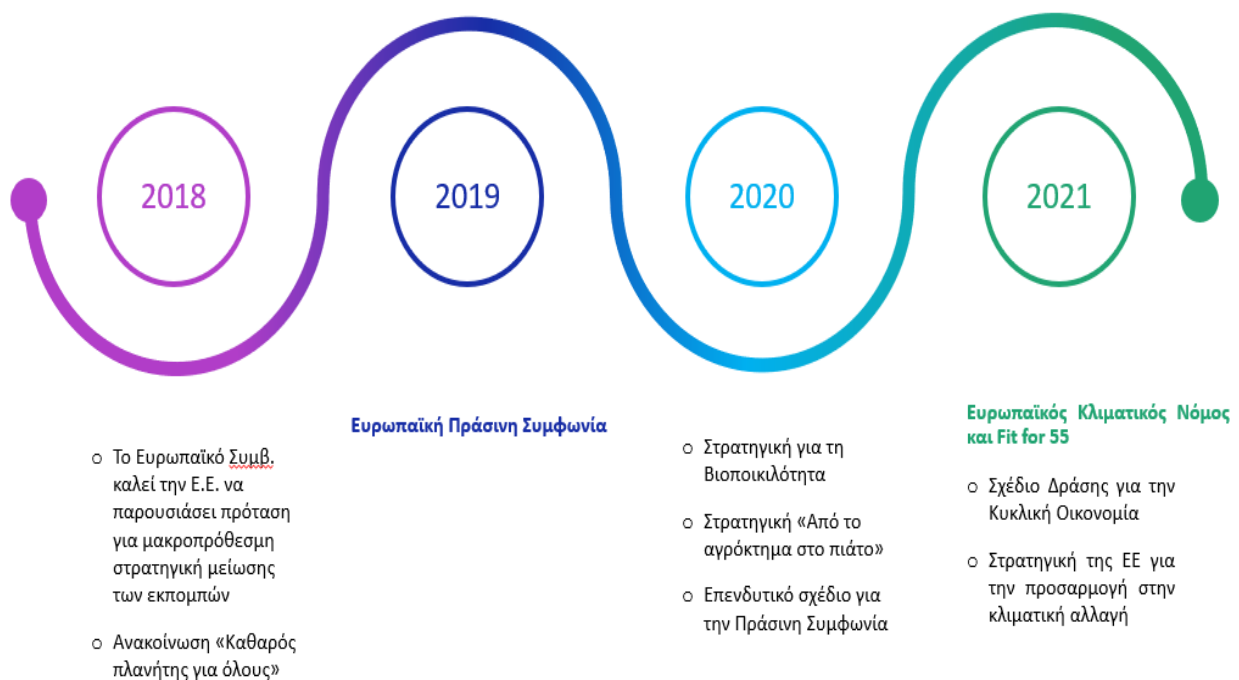 2018
2019
2020
2021
○ Το Ευρωπαϊκό Συμβ.
καλεί την Ε.Ε. να
παρουσιάσει πρόταση
για μακροπρόθεσμη
στρατηγική μείωσης
των εκπομπών
○ Ανακοίνωση «Καθαρός
πλανήτης για όλους»
Ευρωπαϊκή Πράσινη Συμφωνία
○ Στρατηγική για τη
Βιοποικιλότητα
○ Στρατηγική «Από το
αγρόκτημα στο πιάτο»
○ Επενδυτικό σχέδιο για
την Πράσινη Συμφωνία
Ευρωπαϊκός Κλιματικός Νόμος
και Fit for 55
○ Σχέδιο Δράσης για την
Κυκλική Οικονομία
○ Στρατηγική της ΕΕ για
την προσαρμογή στην
κλιματική αλλαγή